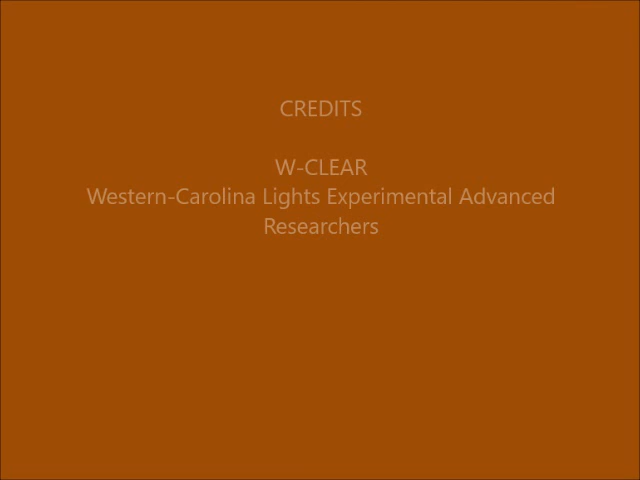 CREDITS
W-CLEAR
Western-Carolina Lights Experimental Advanced
Researchers